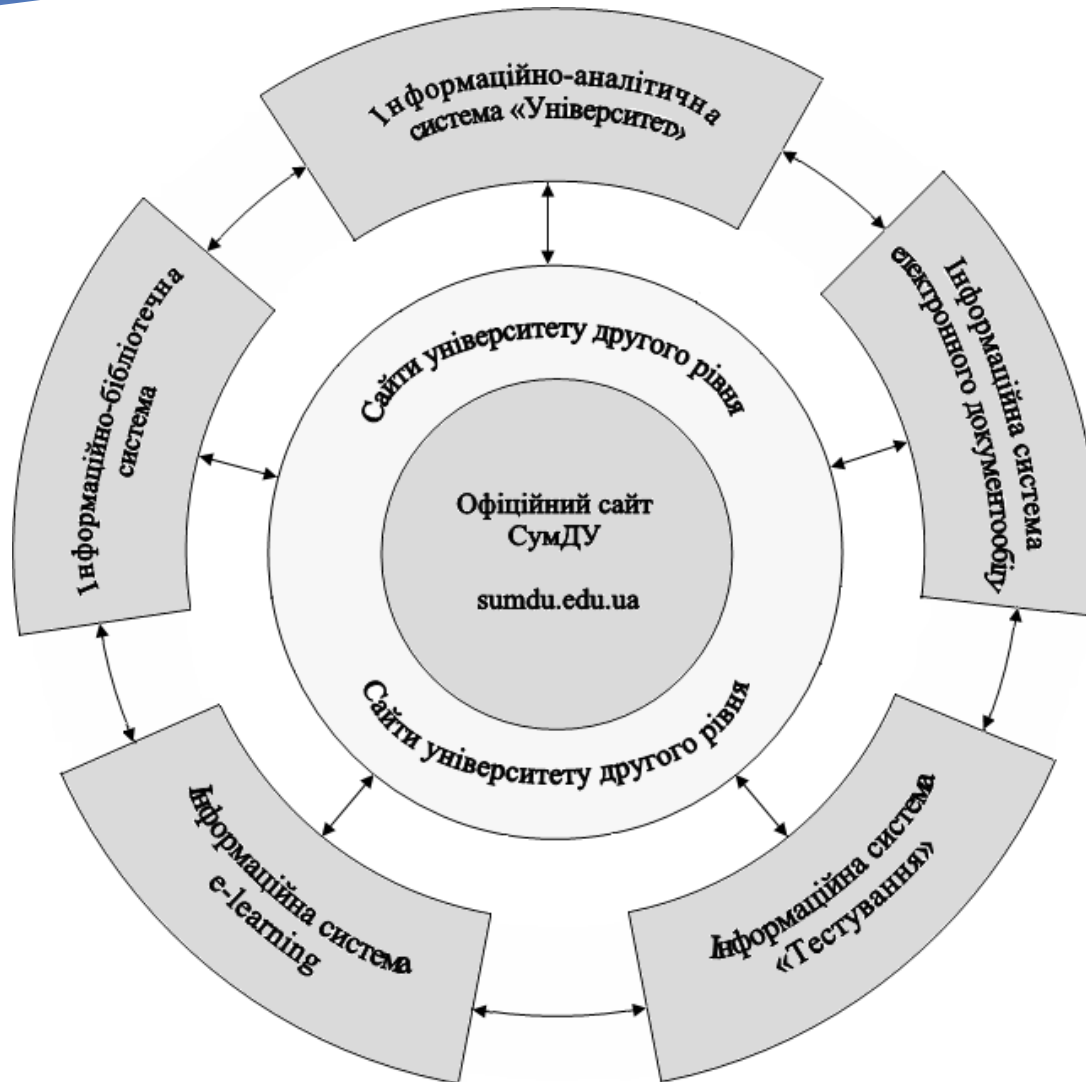 Інформаційно-аналітична
система «Університет»
Інформаційна система
електронного документообігу
Інформаційно-бібліотечна
система
Сайти університету другого рівня
Офіційний сайт
СумДУ
sumdu.edu.ua
Сайти університету другого рівня
Інформаційна система
e-learning
Інформаційна система
«Тестування»